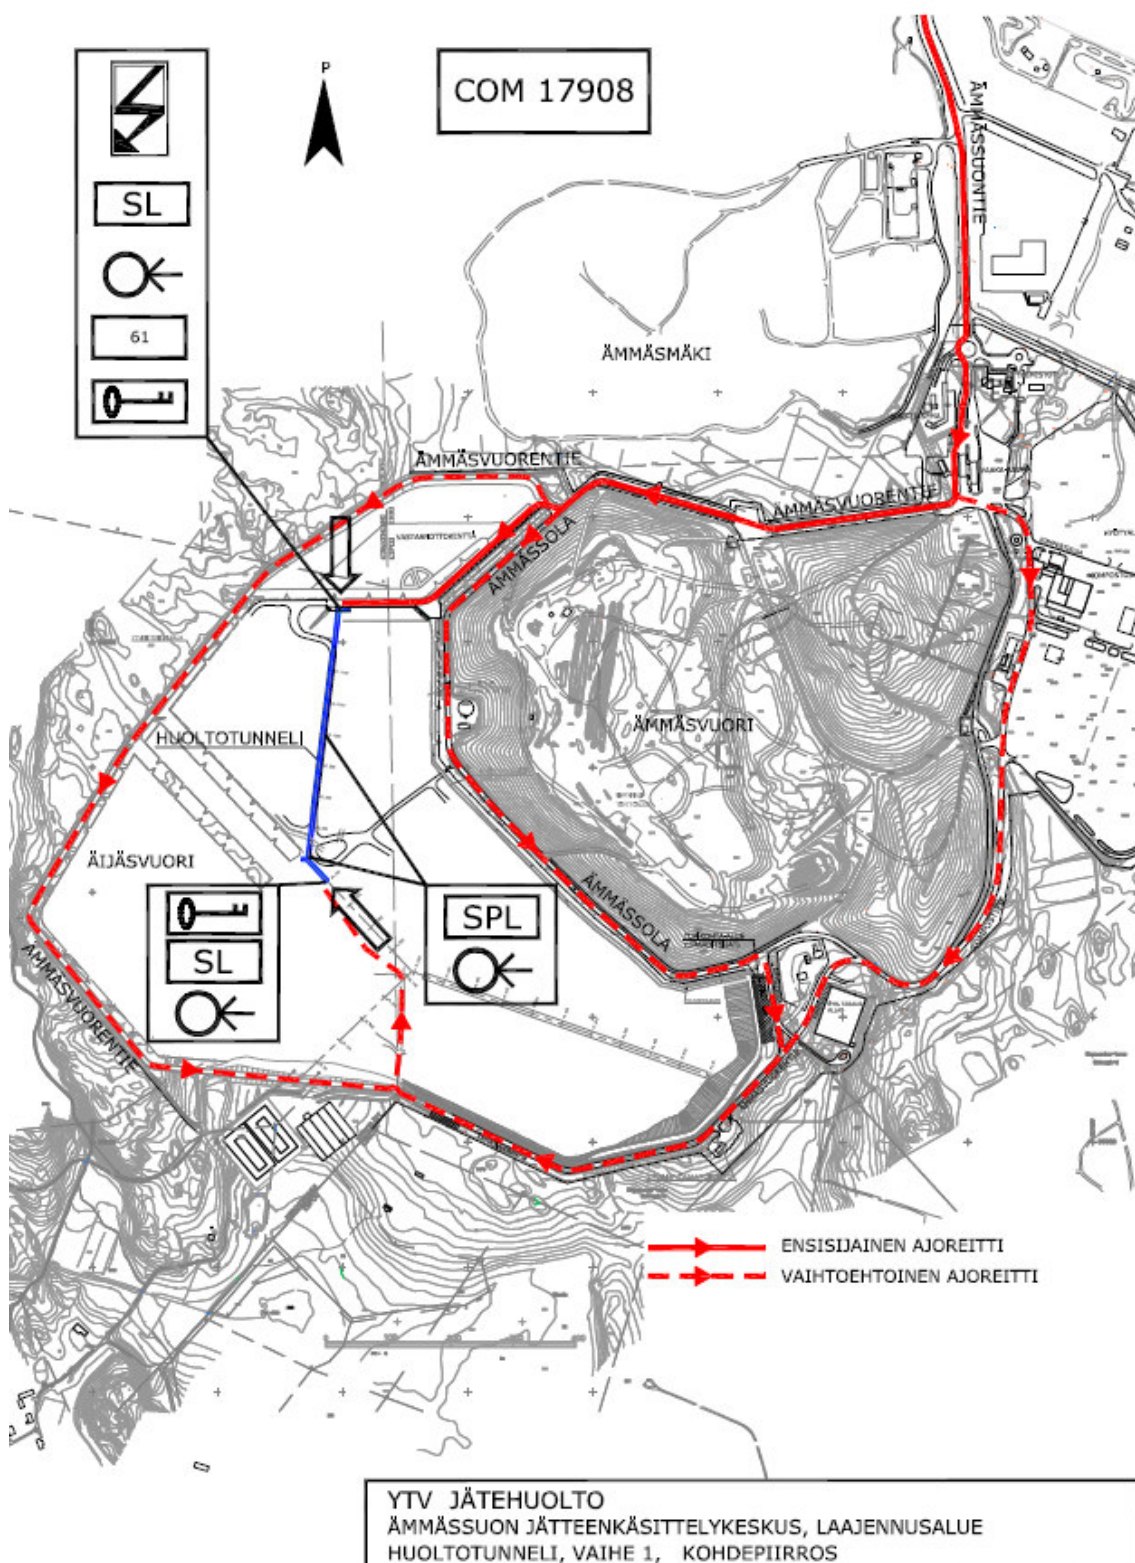 P
COM 17908
SL
61
ÄMMÄSSUONTIE
ÄMMÄSMÄKI
ÄMMÄSVUORENTIE
ÄMMÄSVUORENTIE
VASTAANOTTOKENTTÄ
ÄMMÄSSOLA
HUOLTOTUNNELI
ÄMMÄSVUORI
ÄIJÄSVUORI
SL
SPL
ÄMMÄSSOLA
ÄMMÄSVUORENTIE
ENSISIJAINEN AJOREITTI
VAIHTOEHTOINEN AJOREITTI
YTV JÄTEHUOLTO
ÄMMÄSSUON JÄTTEENKÄSITTELYKESKUS, LAAJENNUSALUE
HUOLTOTUNNELI, VAIHE 1, KOHDEPIIRROS